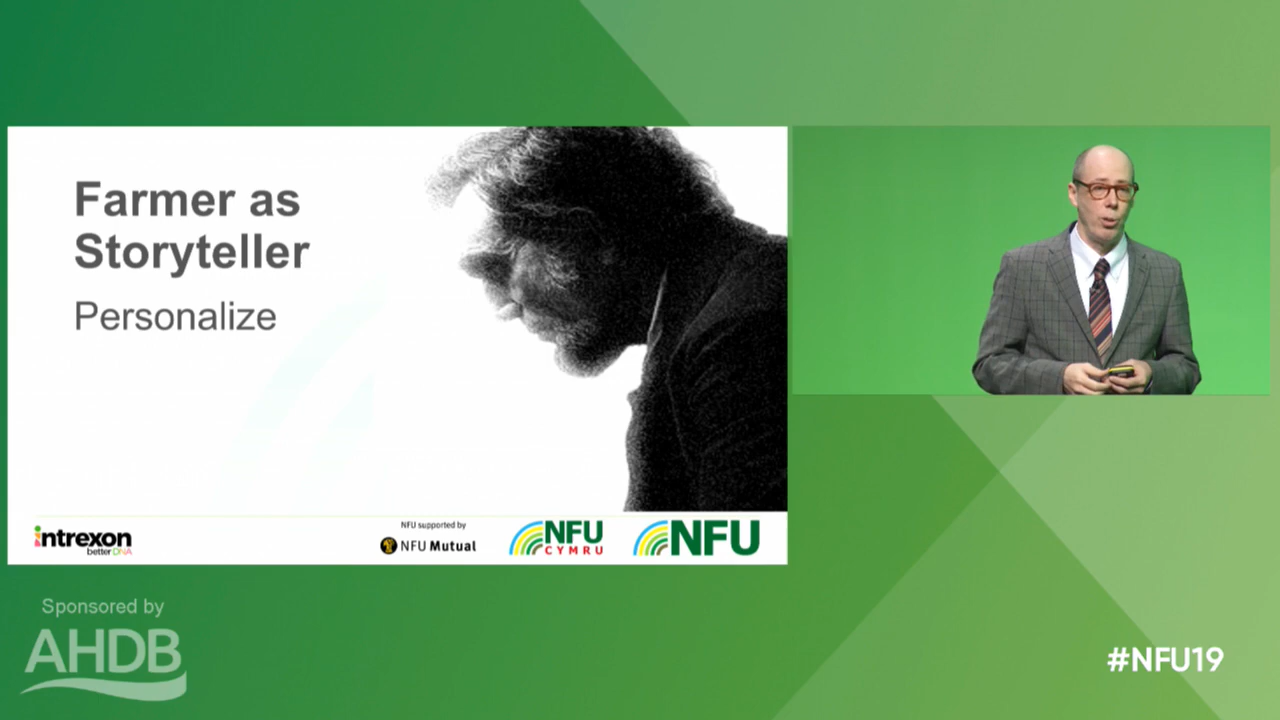 Farmer as
Storyteller
Personalize
intrexon
better DNA
NFU supported by
NFU Mutual
NFU
CYMRU
NFU
Sponsored by
AHDB
#NFU19